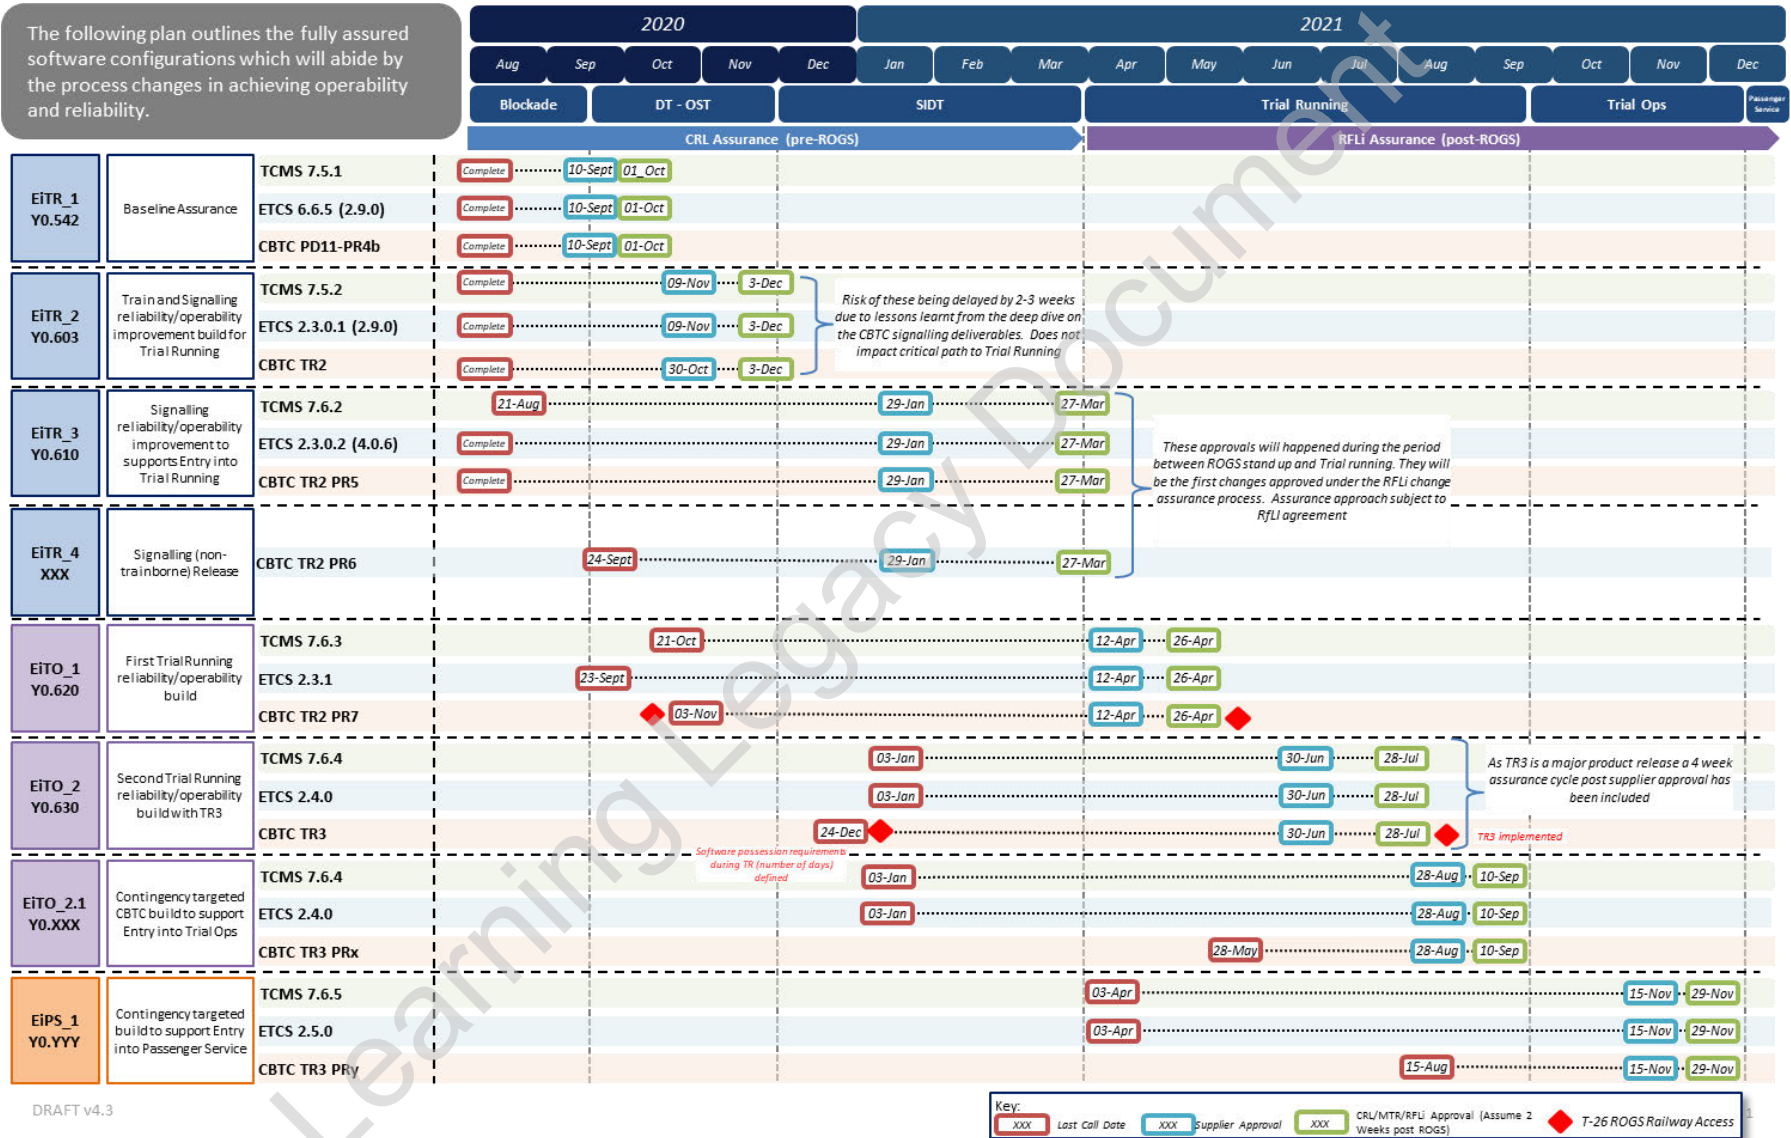 The following plan outlines the fully assured
software configurations which will abide by
the process changes in achieving operability
and reliability.
2020 2021
Aug Sep Oct Nov Dec Jan Feb Mar Apr May Jun Jul Aug Sep Oct Nov Dec
Blockade DT - OST SIDT Trial Running Trial Ops Passenger Service
CRL Assurance (pre-ROGS) RFLi Assurance (post-ROGS)
EiTR_1
Y0.542
Baseline Assurance
TCMS 7.5.1 Complete 10-Sept 01_Oct
ETCS 6.6.5 (2.9.0) Complete 10-Sept 01-Oct
CBTC PD11-PR4b Complete 10-Sept 01-Oct
EiTR_2
Y0.603
Train and Signalling
reliability/operability
improvement build for
Trial Running
TCMS 7.5.2 Complete 09-Nov 3-Dec
ETCS 2.3.0.1 (2.9.0) Complete 09-Nov 3-Dec
CBTC TR2 Complete 30-Oct 3-Dec
Risk of these being delayed by 2-3 weeks
due to lessons learnt from the deep dive on
the CBTC signalling deliverables. Does not
impact critical path to Trial Running
EiTR_3
Y0.610
Signalling
reliability/operability
improvement to
supports Entry into
Trial Running
TCMS 7.6.2 21-Aug 29-Jan 27-Mar
ETCS 2.3.0.2 (4.0.6) Complete 29-Jan 27-Mar
CBTC TR2 PR5 Complete 29-Jan 27-Mar
These approvals will happened during the period
between ROGS stand up and Trial running. They will
be the first changes approved under the RFLi change
assurance process. Assurance approach subject to
RfLI agreement
EiTR_4
XXX
Signalling (non-
trainborne) Release
CBTC TR2 PR6 24-Sept 29-Jan 27-Mar
EiTO_1
Y0.620
First Trial Running
reliability/operability
build
TCMS 7.6.3 21-Oct 12-Apr 26-Apr
ETCS 2.3.1 23-Sept 12-Apr 26-Apr
CBTC TR2 PR7 03-Nov 12-Apr 26-Apr
EiTO_2
Y0.630
Second Trial Running
reliability/operability
build with TR3
TCMS 7.6.4 03-Jan 30-Jun 28-Jul
ETCS 2.4.0 03-Jan 30-Jun 28-Jul
CBTC TR3 24-Dec 30-Jun 28-Jul
As TR3 is a major product release a 4 week
assurance cycle post supplier approval has
been included
TR3 implemented
Software possession requirements
during TR (number of days)
defined
EiTO_2.1
Y0.XXX
Contingency targeted
CBTC build to support
Entry into Trial Ops
TCMS 7.6.4 03-Jan 28-Aug 10-Sep
ETCS 2.4.0 03-Jan 28-Aug 10-Sep
CBTC TR3 PRx 28-May 28-Aug 10-Sep
EiPS_1
Y0.YYY
Contingency targeted
build to support Entry
into Passenger Service
TCMS 7.6.5 03-Apr 15-Nov 29-Nov
ETCS 2.5.0 03-Apr 15-Nov 29-Nov
CBTC TR3 PRy 15-Aug 15-Nov 29-Nov
DRAFT v4.3
Key:
XXX Last Call Date
XXX Supplier Approval
XXX CRL/MTR/RFLi Approval (Assume 2
Weeks post ROGS)
T-26 ROGS Railway Access
1
Learning Legacy Document